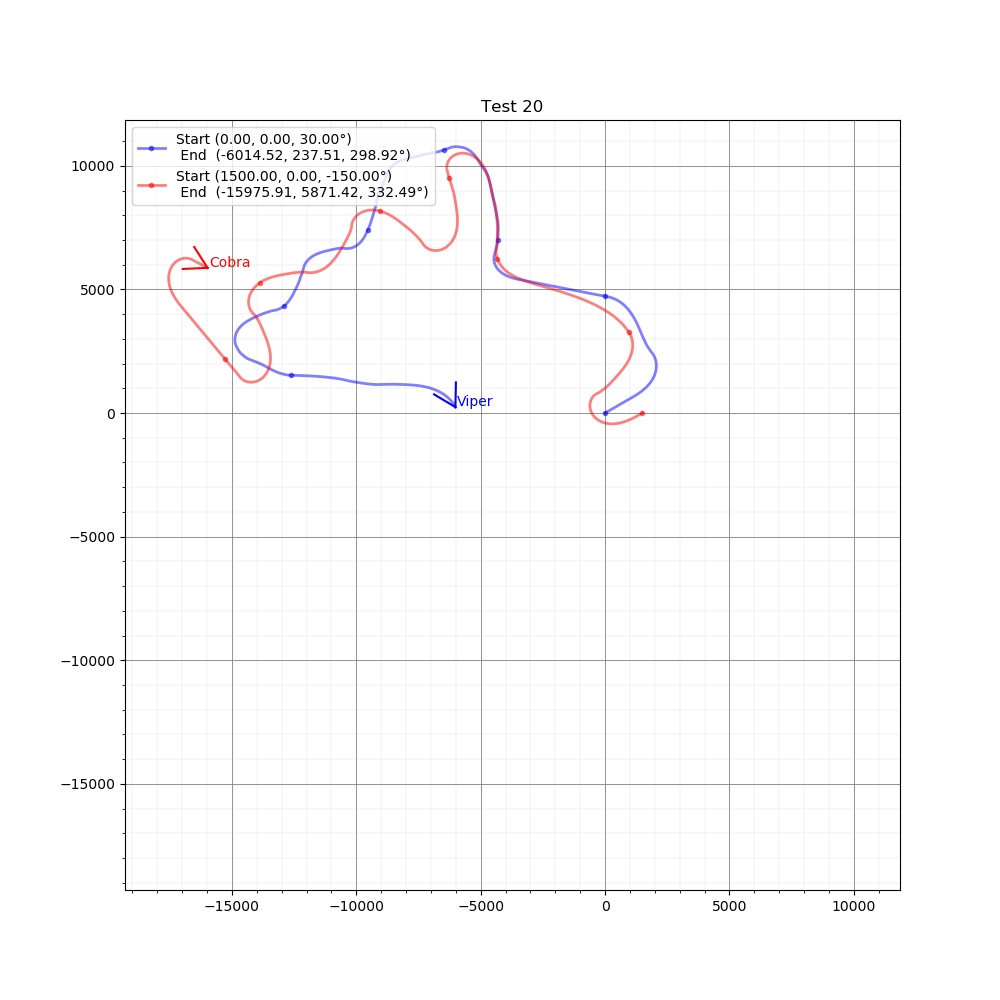 Test 20
Start (0.00, 0.00, 30.00°)
End  (-6014.52, 237.51, 298.92°)
Start (1500.00, 0.00, -150.00°)
End  (-15975.91, 5871.42, 332.49°)
Cobra
Viper
10000
5000
0
−5000
−10000
−15000
−15000
−10000
−5000
0
5000
10000